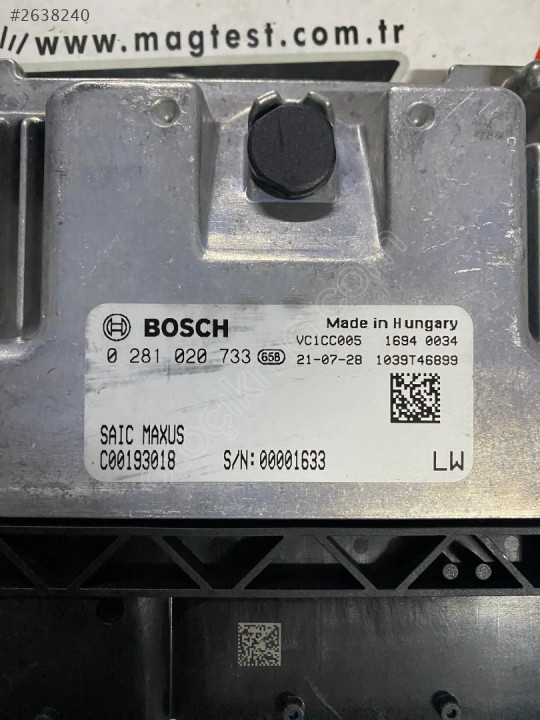 #2638240
www.magtest.com.tr
BOSCH
Made in Hungary
VC1CC005 1694 0034
0 281 020 733 658 21-07-28 1039T46899
SAIC MAXUS
C00193018 S/N:00001633
LW